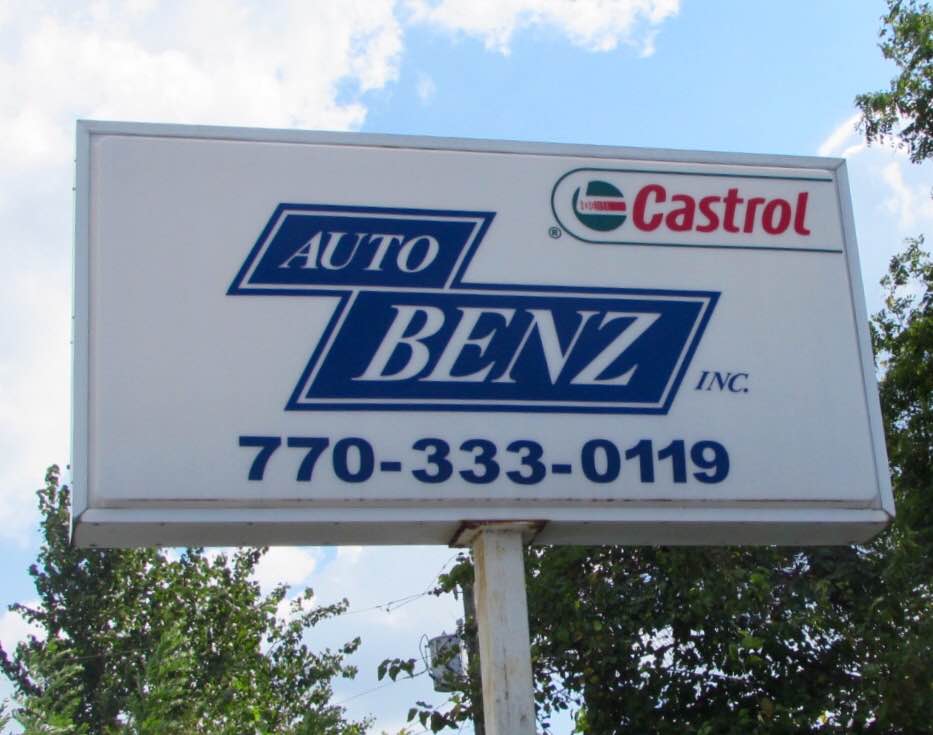 ® Castrol
AUTO
BENZ
INC.
770-333-0119